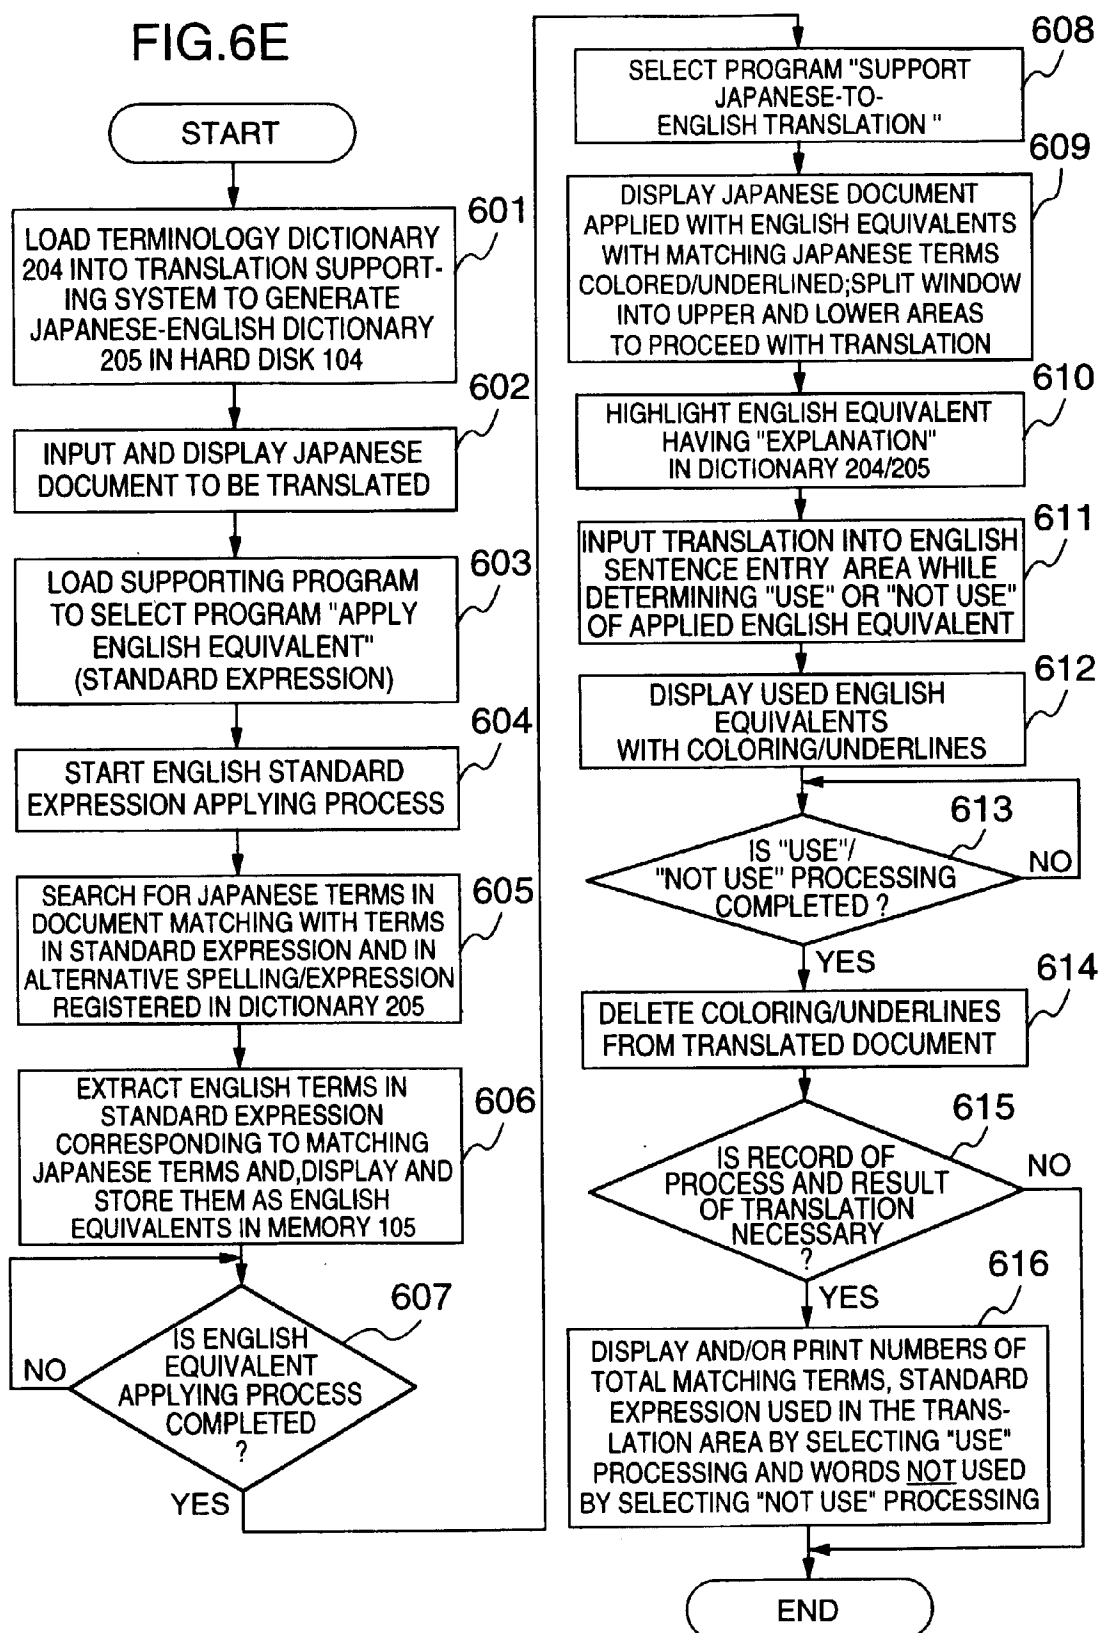 FIG.6E
START
601
LOAD TERMINOLOGY DICTIONARY
204 INTO TRANSLATION SUPPORT-
ING SYSTEM TO GENERATE
JAPANESE-ENGLISH DICTIONARY
205 IN HARD DISK 104
602
INPUT AND DISPLAY JAPANESE
DOCUMENT TO BE TRANSLATED
603
LOAD SUPPORTING PROGRAM
TO SELECT PROGRAM "APPLY
ENGLISH EQUIVALENT"
(STANDARD EXPRESSION)
604
START ENGLISH STANDARD
EXPRESSION APPLYING PROCESS
605
SEARCH FOR JAPANESE TERMS IN
DOCUMENT MATCHING WITH TERMS
IN STANDARD EXPRESSION AND IN
ALTERNATIVE SPELLING/EXPRESSION
REGISTERED IN DICTIONARY 205
606
EXTRACT ENGLISH TERMS IN
STANDARD EXPRESSION
CORRESPONDING TO MATCHING
JAPANESE TERMS AND,DISPLAY AND
STORE THEM AS ENGLISH
EQUIVALENTS IN MEMORY 105
607
IS ENGLISH
EQUIVALENT
APPLYING PROCESS
COMPLETED
?
NO
YES
608
SELECT PROGRAM "SUPPORT
JAPANESE-TO-
ENGLISH TRANSLATION "
609
DISPLAY JAPANESE DOCUMENT
APPLIED WITH ENGLISH EQUIVALENTS
WITH MATCHING JAPANESE TERMS
COLORED/UNDERLINED;SPLIT WINDOW
INTO UPPER AND LOWER AREAS
TO PROCEED WITH TRANSLATION
610
HIGHLIGHT ENGLISH EQUIVALENT
HAVING "EXPLANATION"
IN DICTIONARY 204/205
611
INPUT TRANSLATION INTO ENGLISH
SENTENCE ENTRY AREA WHILE
DETERMINING "USE" OR "NOT USE"
OF APPLIED ENGLISH EQUIVALENT
612
DISPLAY USED ENGLISH
EQUIVALENTS
WITH COLORING/UNDERLINES
613
IS "USE"/
"NOT USE" PROCESSING
COMPLETED ?
NO
YES
614
DELETE COLORING/UNDERLINES
FROM TRANSLATED DOCUMENT
615
IS RECORD OF
PROCESS AND RESULT
OF TRANSLATION
NECESSARY
?
NO
YES
616
DISPLAY AND/OR PRINT NUMBERS OF
TOTAL MATCHING TERMS, STANDARD
EXPRESSION USED IN THE TRANS-
LATION AREA BY SELECTING "USE"
PROCESSING AND WORDS NOT USED
BY SELECTING "NOT USE" PROCESSING
END